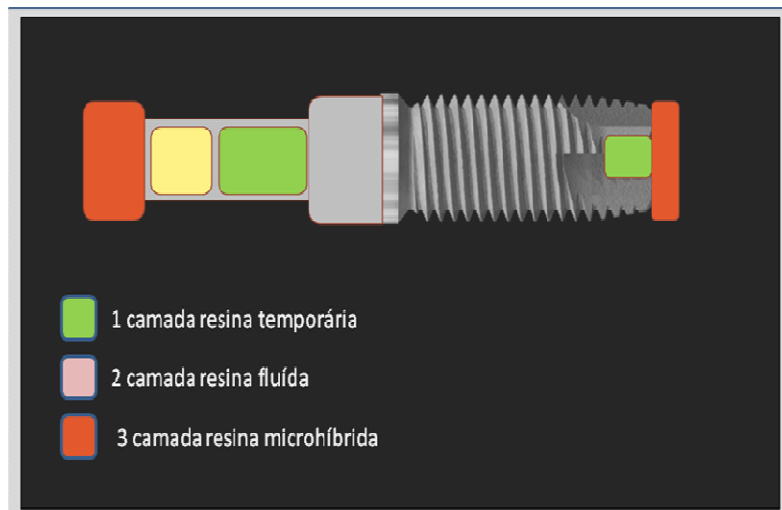 1 camada resina temporária
2 camada resina fluída
3 camada resina microhíbrida